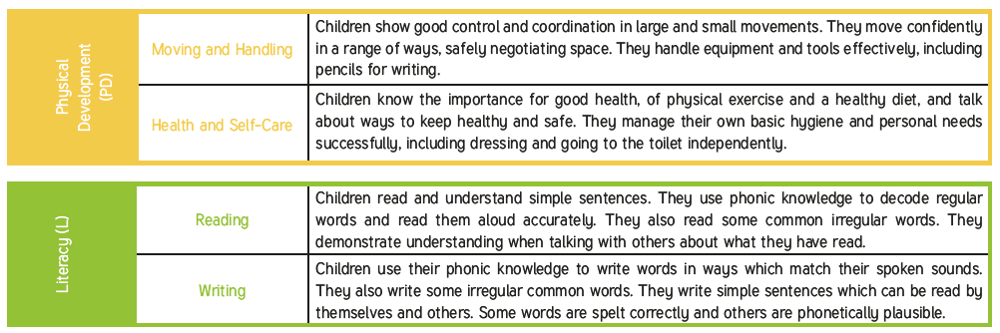 Physical
Development
(PD)
Moving and Handling
Children show good control and coordination in large and small movements. They move confidently
in a range of ways, safely negotiating space. They handle equipment and tools effectively, including
pencils for writing.
Health and Self-Care
Children know the importance for good health, of physical exercise and a healthy diet, and talk
about ways to keep healthy and safe. They manage their own basic hygiene and personal needs
successfully, including dressing and going to the toilet independently.
Literacy (L)
Reading
Children read and understand simple sentences. They use phonic knowledge to decode regular
words and read them aloud accurately. They also read some common irregular words. They
demonstrate understanding when talking with others about what they have read.
Writing
Children use their phonic knowledge to write words in ways which match their spoken sounds.
They also write some irregular common words. They write simple sentences which can be read by
themselves and others. Some words are spelt correctly and others are phonetically plausible.